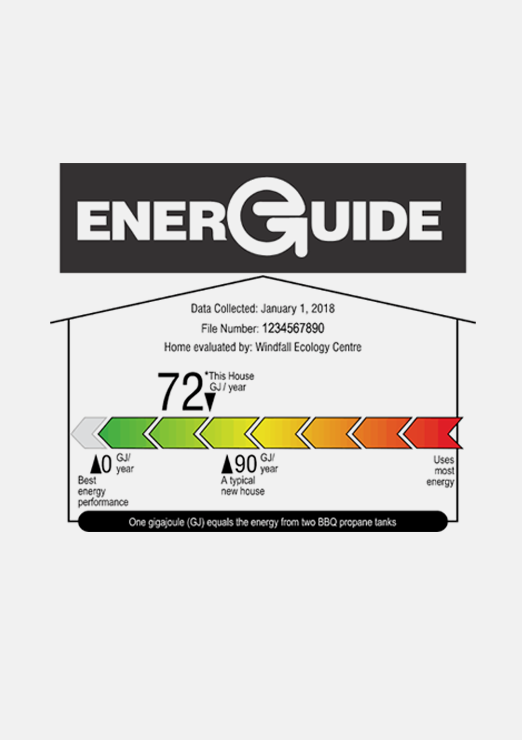 ENERGUIDE
Data Collected: January 1, 2018
File Number: 1234567890
Home evaluated by: Windfall Ecology Centre
72 *This House
GJ / year
0 GJ/
year
Best
energy
performance
90 GJ/
year
A typical
new house
Uses
most
energy
One gigajoule (GJ) equals the energy from two BBQ propane tanks